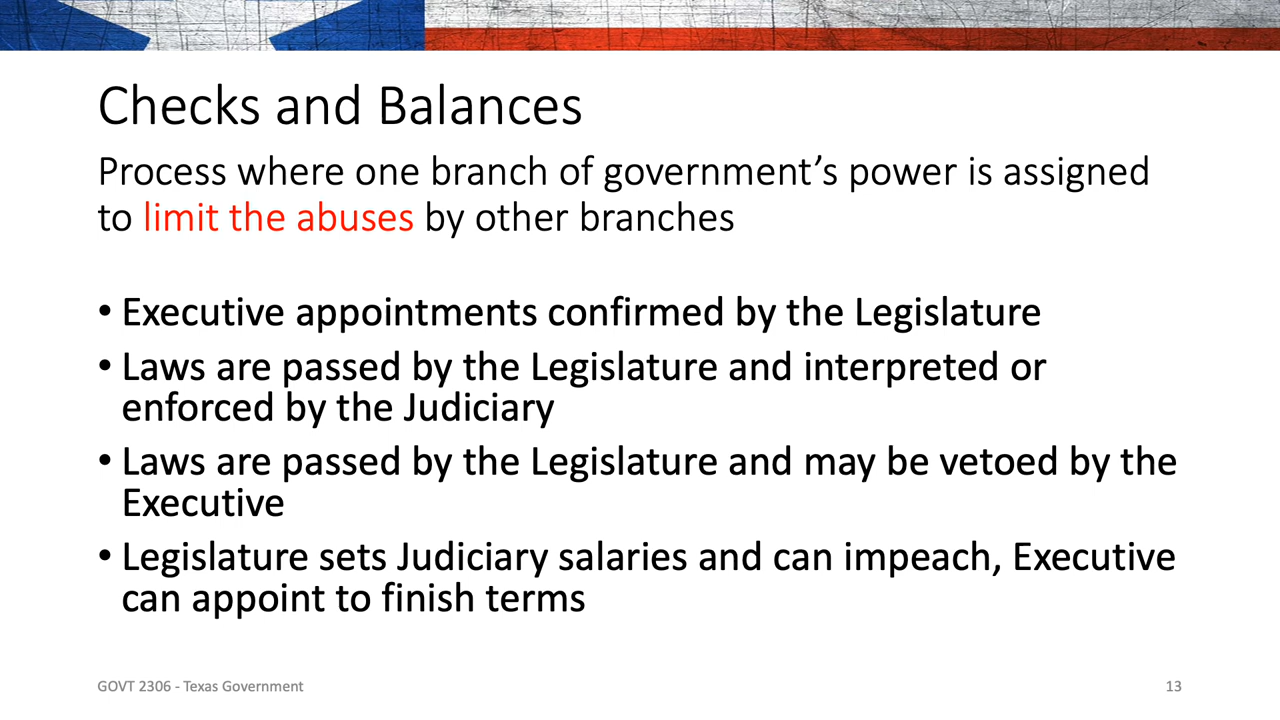 Checks and Balances
Process where one branch of government’s power is assigned
to limit the abuses by other branches
• Executive appointments confirmed by the Legislature
• Laws are passed by the Legislature and interpreted or
enforced by the Judiciary
• Laws are passed by the Legislature and may be vetoed by the
Executive
• Legislature sets Judiciary salaries and can impeach, Executive
can appoint to finish terms
GOVT 2306 - Texas Government
13